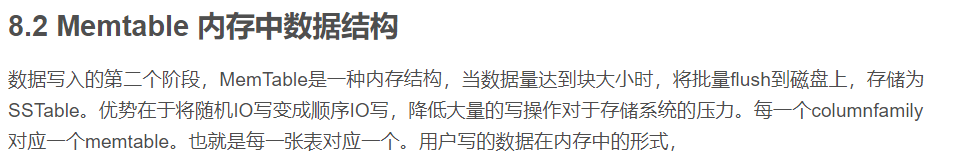 8.2 Memtable 内存中数据结构
数据写入的第二个阶段，MemTable是一种内存结构，当数据量达到块大小时，将批量flush到磁盘上，存储为
SSTable。优势在于将随机IO写变成顺序IO写，降低大量的写操作对于存储系统的压力。每一个columnfamily
对应一个memtable。也就是每一张表对应一个。用户写的数据在内存中的形式，